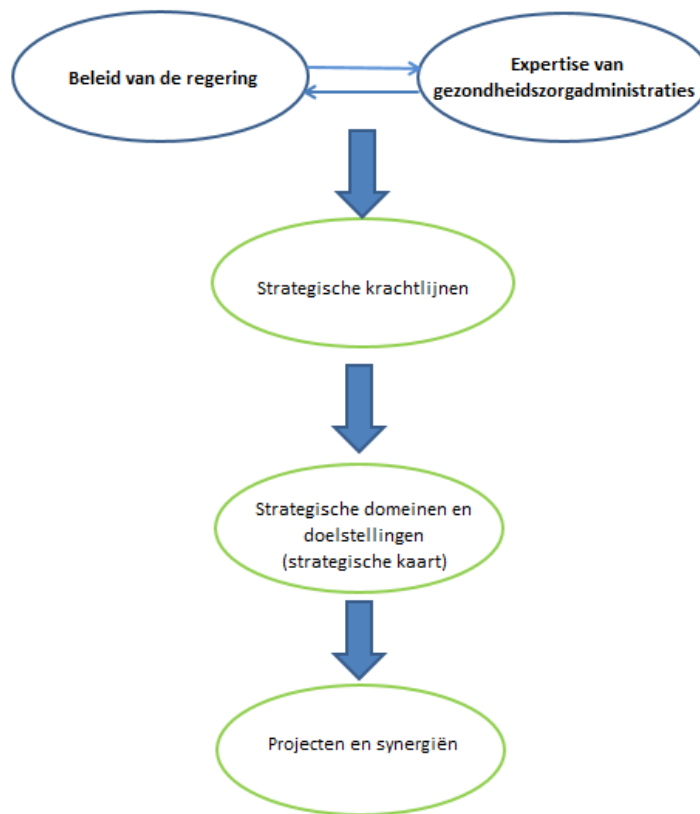 Beleid van de regering
Expertise van
gezondheidszorgadministraties
Strategische krachtlijnen
Strategische domeinen en
doelstellingen
(strategische kaart)
Projecten en synergiën